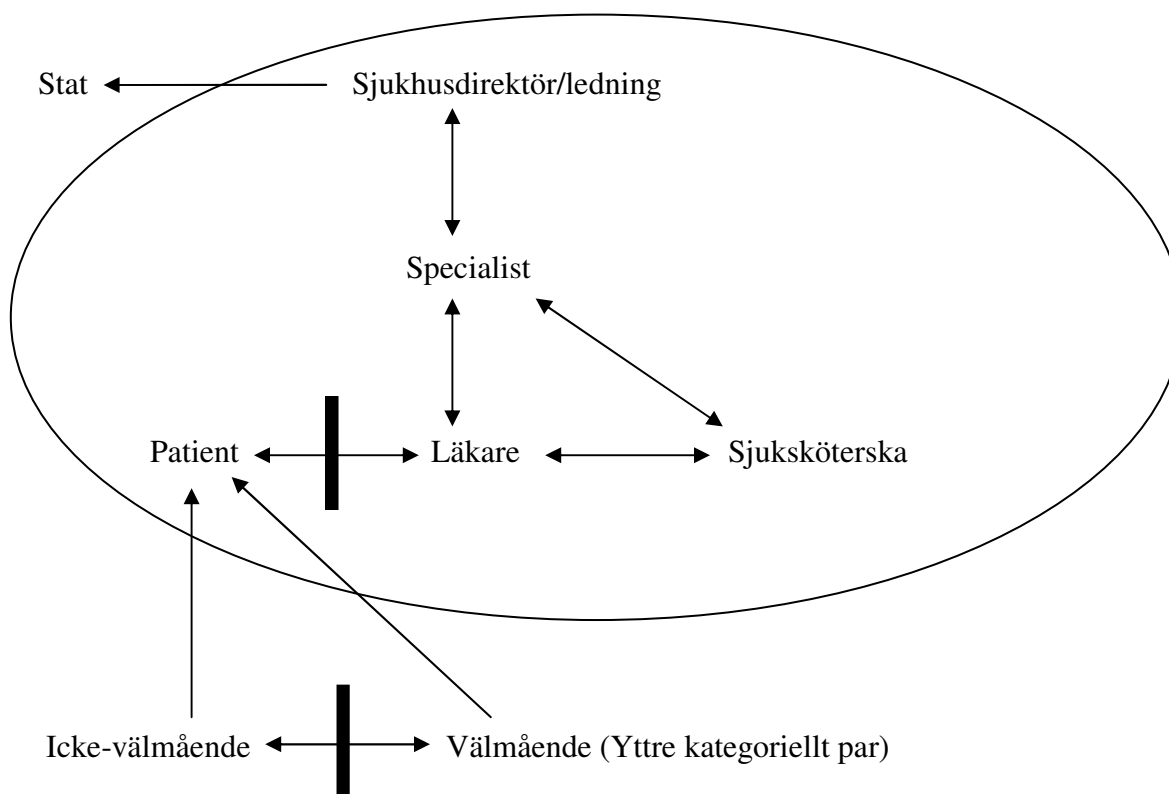 Stat
Sjukhusdirektör/ledning
Specialist
Patient
Läkare
Sjuksköterska
Icke-välmående
Välmående (Yttre kategoriellt par)